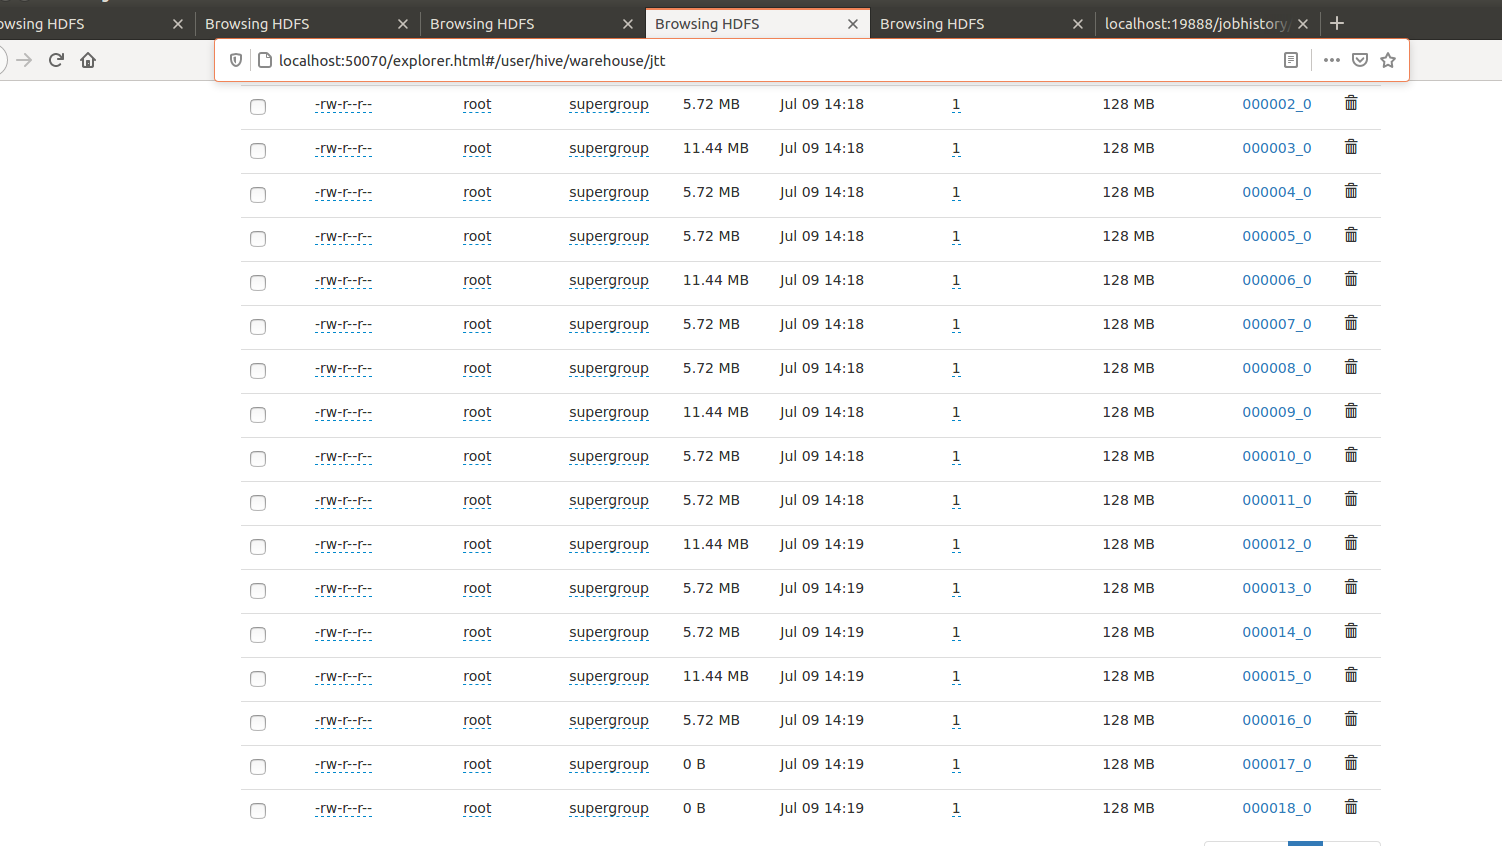 owsing HDFS Browsing HDFS Browsing HDFS Browsing HDFS Browsing HDFS localhost:19888/jobhistory/
localhost:50070/explorer.html#/user/hive/warehouse/jtt
-rw-r--r-- root supergroup 5.72 MB Jul 09 14:18 1 128 MB 000002_0
-rw-r--r-- root supergroup 11.44 MB Jul 09 14:18 1 128 MB 000003_0
-rw-r--r-- root supergroup 5.72 MB Jul 09 14:18 1 128 MB 000004_0
-rw-r--r-- root supergroup 5.72 MB Jul 09 14:18 1 128 MB 000005_0
-rw-r--r-- root supergroup 11.44 MB Jul 09 14:18 1 128 MB 000006_0
-rw-r--r-- root supergroup 5.72 MB Jul 09 14:18 1 128 MB 000007_0
-rw-r--r-- root supergroup 5.72 MB Jul 09 14:18 1 128 MB 000008_0
-rw-r--r-- root supergroup 11.44 MB Jul 09 14:18 1 128 MB 000009_0
-rw-r--r-- root supergroup 5.72 MB Jul 09 14:18 1 128 MB 000010_0
-rw-r--r-- root supergroup 5.72 MB Jul 09 14:18 1 128 MB 000011_0
-rw-r--r-- root supergroup 11.44 MB Jul 09 14:19 1 128 MB 000012_0
-rw-r--r-- root supergroup 5.72 MB Jul 09 14:19 1 128 MB 000013_0
-rw-r--r-- root supergroup 5.72 MB Jul 09 14:19 1 128 MB 000014_0
-rw-r--r-- root supergroup 11.44 MB Jul 09 14:19 1 128 MB 000015_0
-rw-r--r-- root supergroup 5.72 MB Jul 09 14:19 1 128 MB 000016_0
-rw-r--r-- root supergroup 0 B Jul 09 14:19 1 128 MB 000017_0
-rw-r--r-- root supergroup 0 B Jul 09 14:19 1 128 MB 000018_0